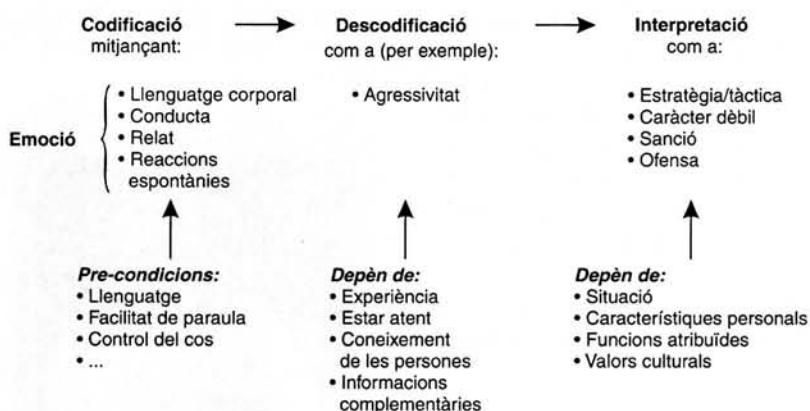 Codificació
mitjançant:
Descodificació
com a (per exemple):
Interpretació
com a:
Emoció
• Llenguatge corporal
• Conducta
• Relat
• Reaccions
espontànies
• Agressivitat
• Estratègia/tàctica
• Caràcter dèbil
• Sanció
• Ofensa
Pre-condicions:
• Llenguatge
• Facilitat de paraula
• Control del cos
• ...
Depèn de:
• Experiència
• Estar atent
• Coneixement
de les persones
• Informacions
complementàries
Depèn de:
• Situació
• Característiques personals
• Funcions atribuïdes
• Valors culturals